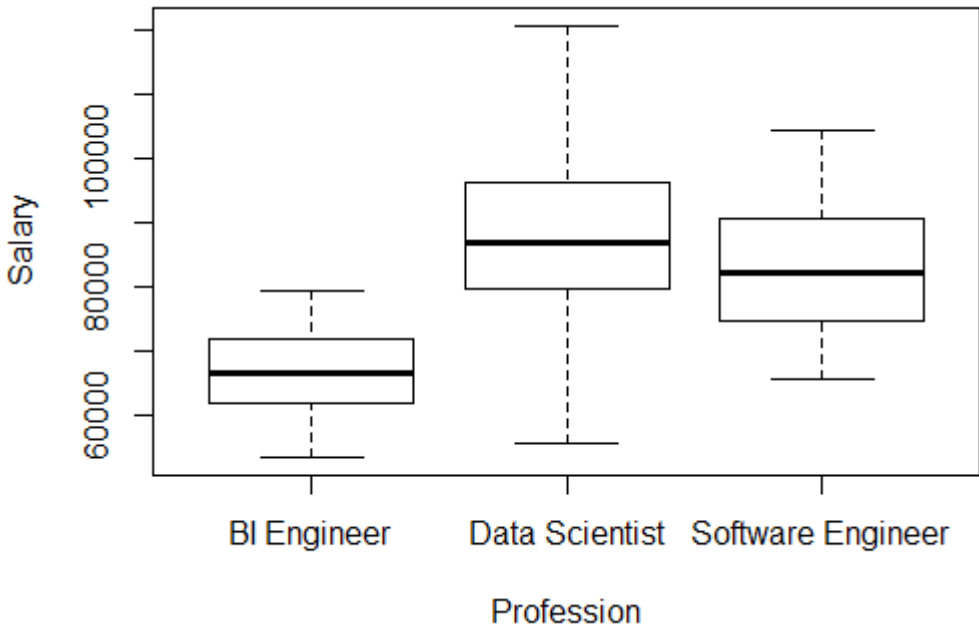 Salary
100000
80000
60000
BI Engineer
Data Scientist
Software Engineer
Profession